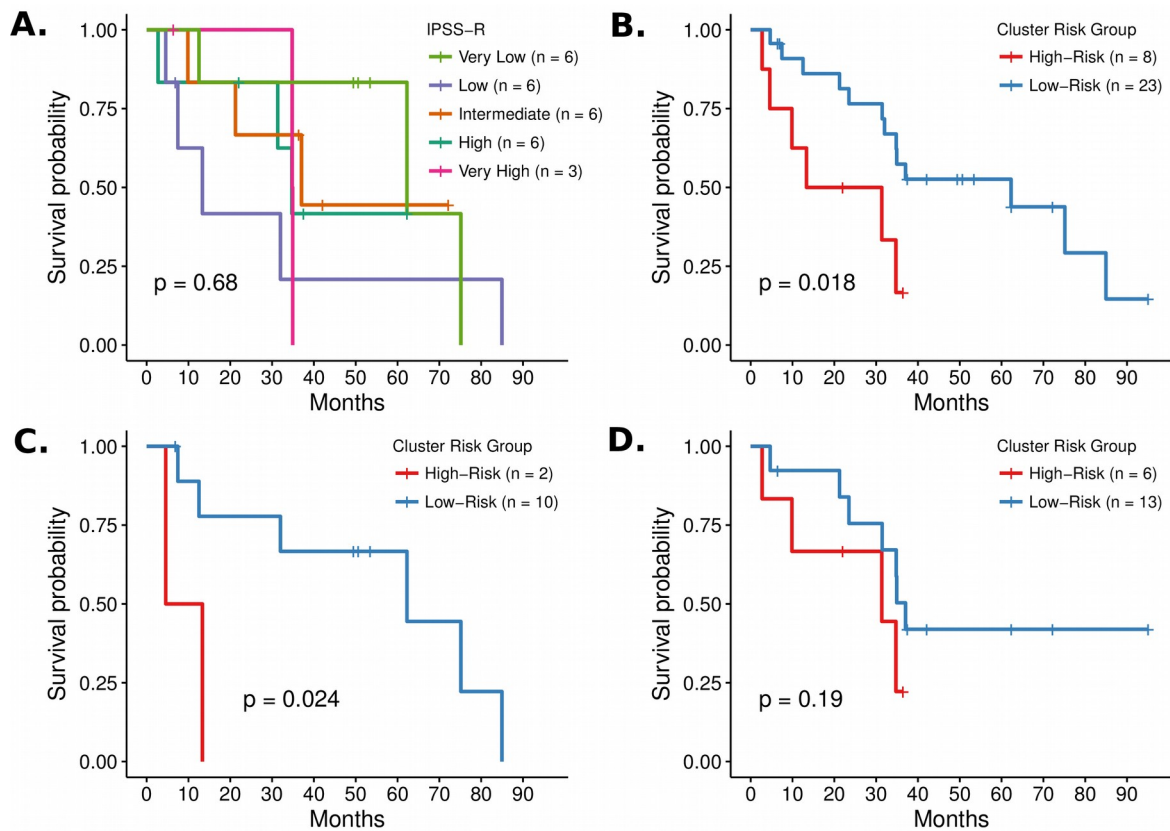 A.
IPSS−R
Very Low (n = 6)
Low (n = 6)
Intermediate (n = 6)
High (n = 6)
Very High (n = 3)
Survival probability
1.00
0.75
0.50
0.25
0.00
p = 0.68
0 10 20 30 40 50 60 70 80 90
Months
B.
Cluster Risk Group
High−Risk (n = 8)
Low−Risk (n = 23)
Survival probability
1.00
0.75
0.50
0.25
0.00
p = 0.018
0 10 20 30 40 50 60 70 80 90
Months
C.
Cluster Risk Group
High−Risk (n = 2)
Low−Risk (n = 10)
Survival probability
1.00
0.75
0.50
0.25
0.00
p = 0.024
0 10 20 30 40 50 60 70 80 90
Months
D.
Cluster Risk Group
High−Risk (n = 6)
Low−Risk (n = 13)
Survival probability
1.00
0.75
0.50
0.25
0.00
p = 0.19
0 10 20 30 40 50 60 70 80 90
Months